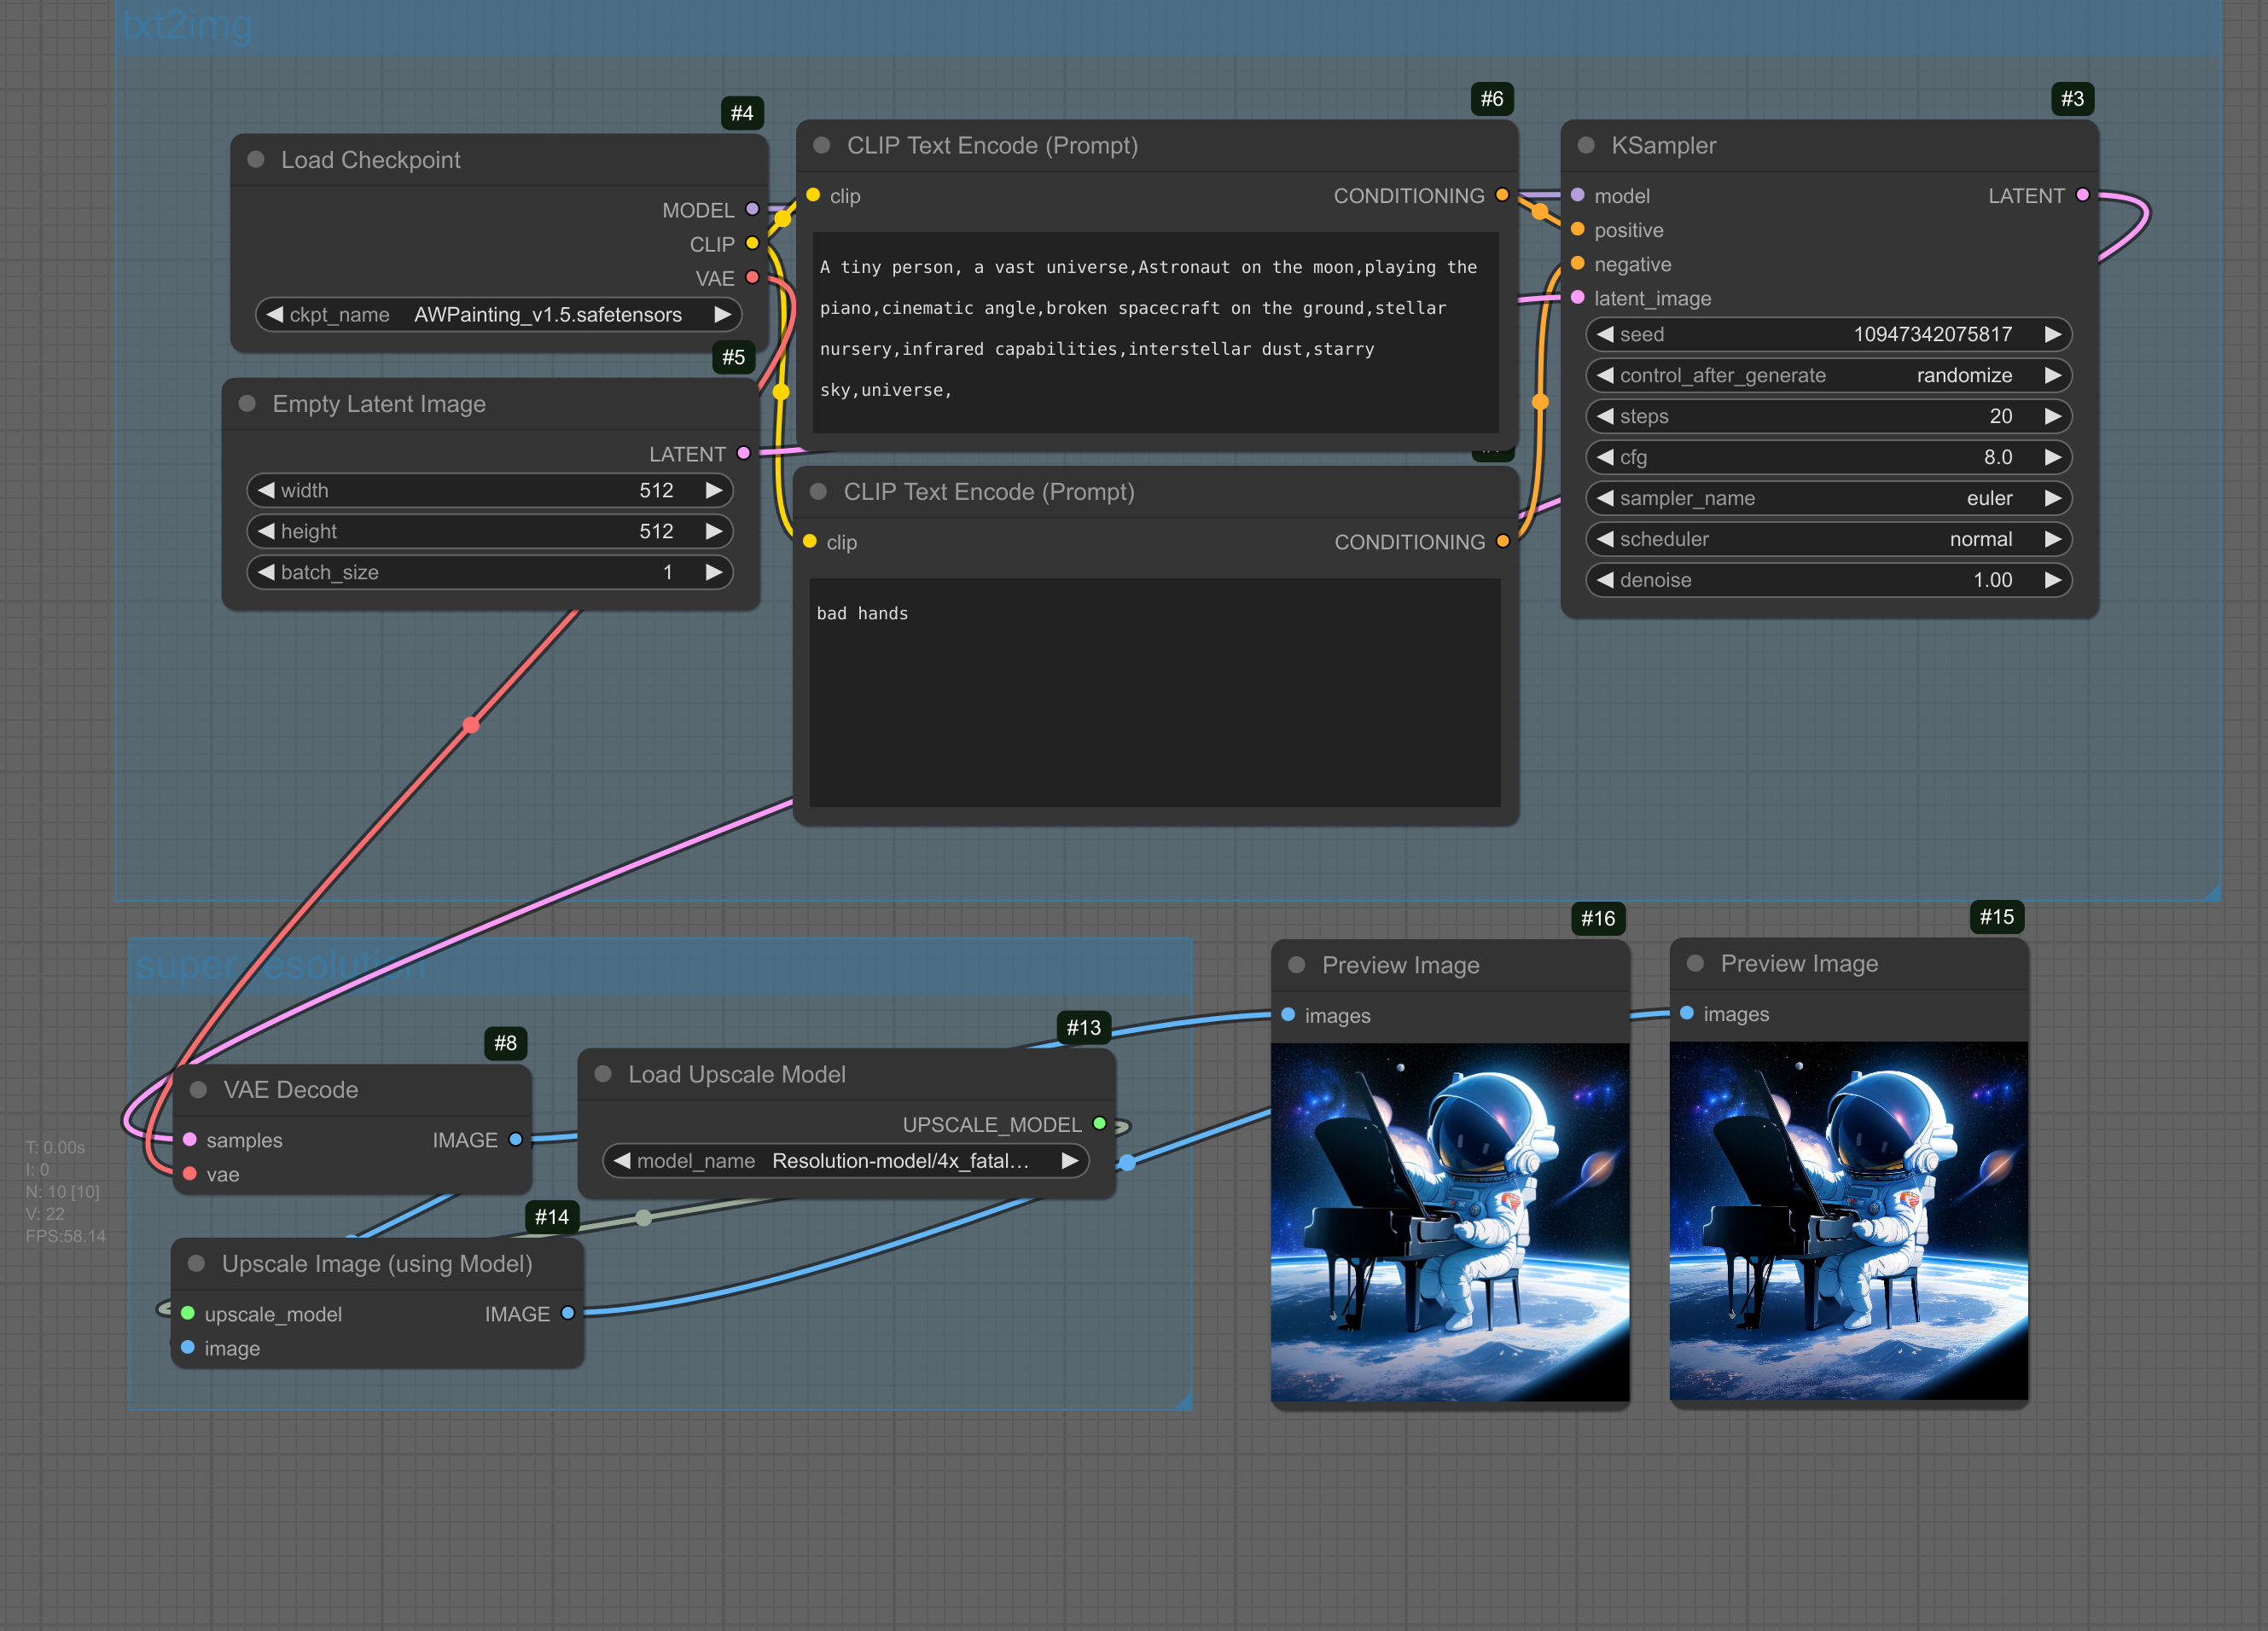 txt2img
#4
Load Checkpoint
MODEL
CLIP
VAE
ckpt_name AWPainting_v1.5.safetensors
#5
Empty Latent Image
LATENT
width 512
height 512
batch_size 1
#6
CLIP Text Encode (Prompt)
clip CONDITIONING
A tiny person, a vast universe,Astronaut on the moon,playing the
piano,cinematic angle,broken spacecraft on the ground,stellar
nursery,infrared capabilities,interstellar dust,starry
sky,universe,
CLIP Text Encode (Prompt)
clip CONDITIONING
bad hands
#3
KSampler
model LATENT
positive
negative
latent_image
seed 10947342075817
control_after_generate randomize
steps 20
cfg 8.0
sampler_name euler
scheduler normal
denoise 1.00
super resolution
#8
VAE Decode
samples IMAGE
vae
#13
Load Upscale Model
UPSCALE_MODEL
model_name Resolution-model/4x_fatal...
#14
Upscale Image (using Model)
upscale_model IMAGE
image
#16
Preview Image
images
#15
Preview Image
images
T: 0.00s
I: 0
N: 10 [10]
V: 22
FPS:58.14